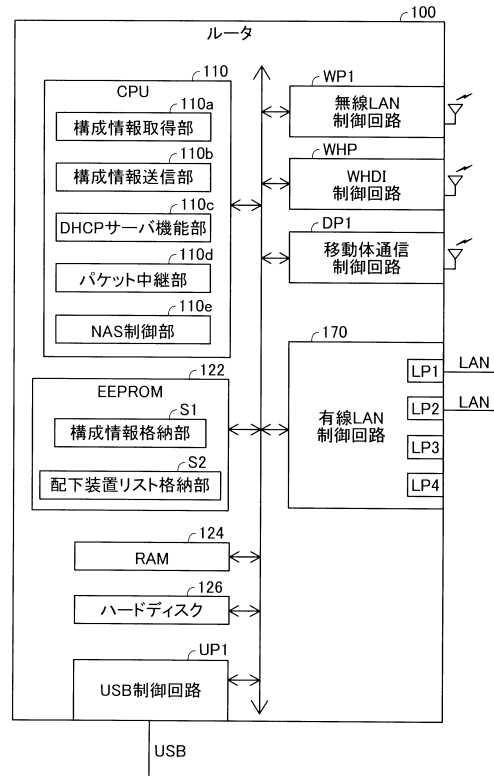 100
ルータ
110
CPU
110a
構成情報取得部
110b
構成情報送信部
110c
DHCPサーバ機能部
110d
パケット中継部
110e
NAS制御部
WP1
無線LAN
制御回路
WHP
WHDI
制御回路
DP1
移動体通信
制御回路
170
有線LAN
制御回路
LP1
LAN
LP2
LAN
LP3
LP4
122
EEPROM
S1
構成情報格納部
S2
配下装置リスト格納部
124
RAM
126
ハードディスク
UP1
USB制御回路
USB